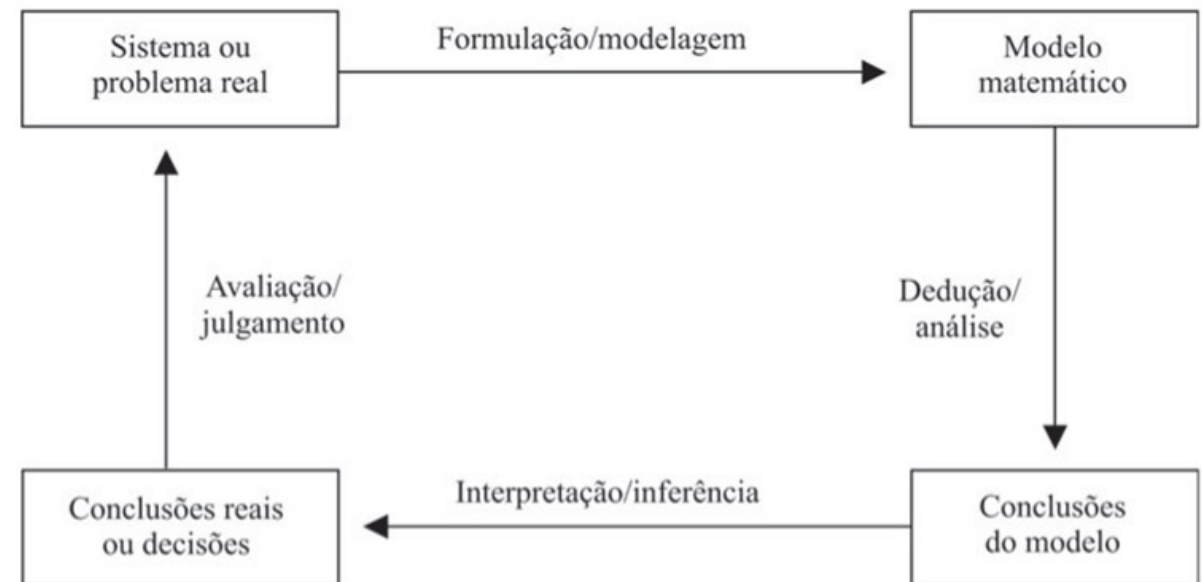 Sistema ou
problema real
Formulação/modelagem
Modelo
matemático
Avaliação/
julgamento
Dedução/
análise
Conclusões reais
ou decisões
Interpretação/inferência
Conclusões
do modelo